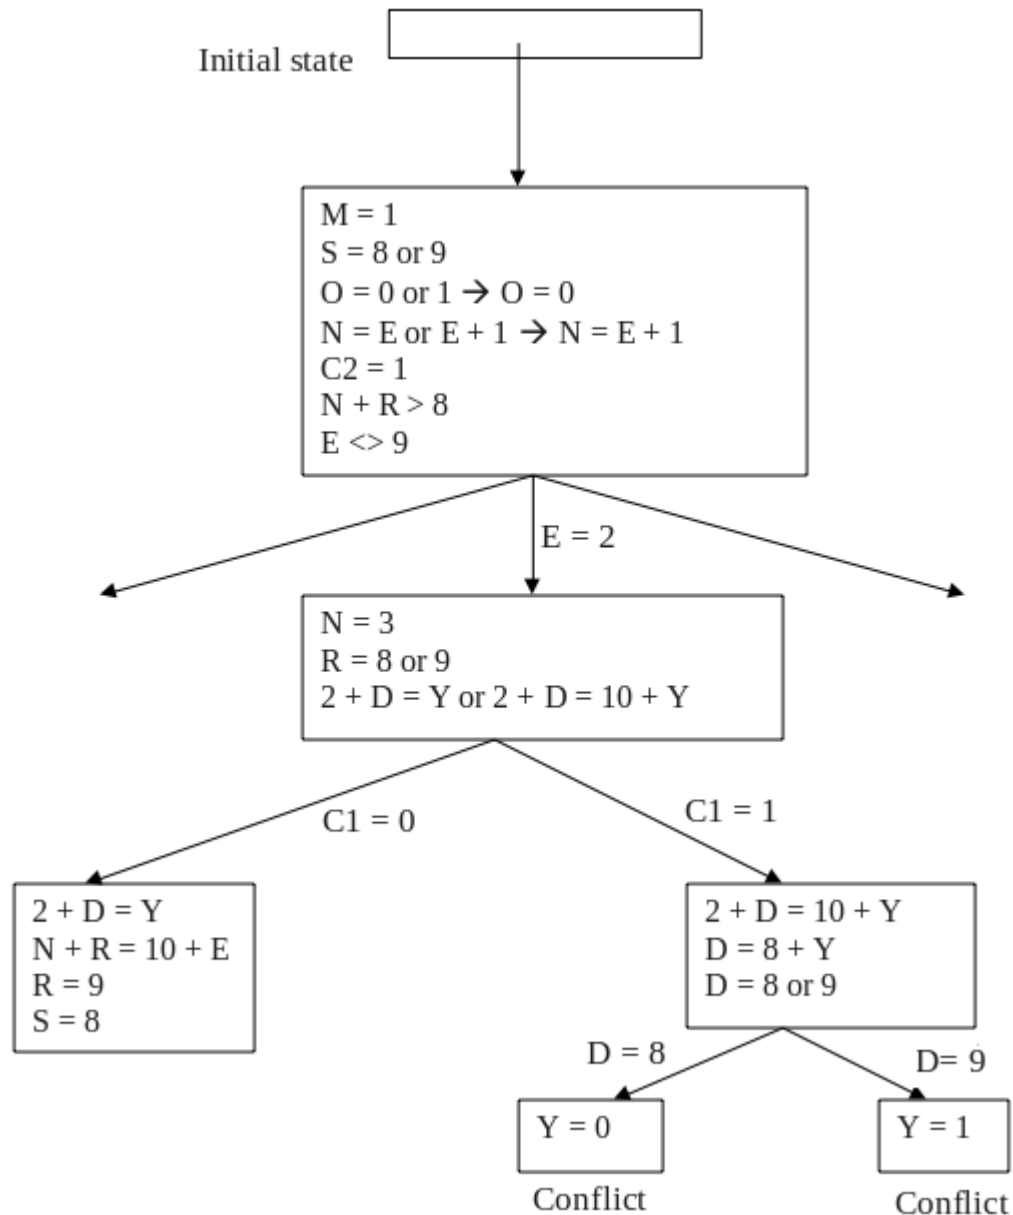 Initial state
M = 1
S = 8 or 9
O = 0 or 1 → O = 0
N = E or E + 1 → N = E + 1
C2 = 1
N + R > 8
E <> 9
E = 2
N = 3
R = 8 or 9
2 + D = Y or 2 + D = 10 + Y
C1 = 0
C1 = 1
2 + D = Y
N + R = 10 + E
R = 9
S = 8
2 + D = 10 + Y
D = 8 + Y
D = 8 or 9
D = 8
D= 9
Y = 0
Y = 1
Conflict
Conflict